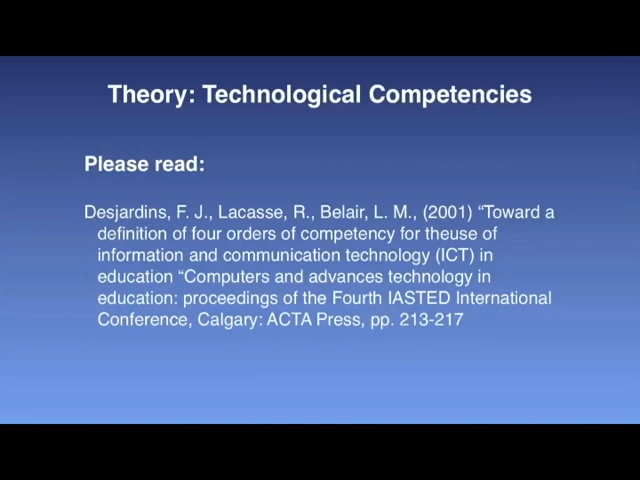 Theory: Technological Competencies
Please read:
Desjardins, F. J., Lacasse, R., Belair, L. M., (2001) “Toward a
definition of four orders of competency for theuse of
information and communication technology (ICT) in
education “Computers and advances technology in
education: proceedings of the Fourth IASTED International
Conference, Calgary: ACTA Press, pp. 213-217